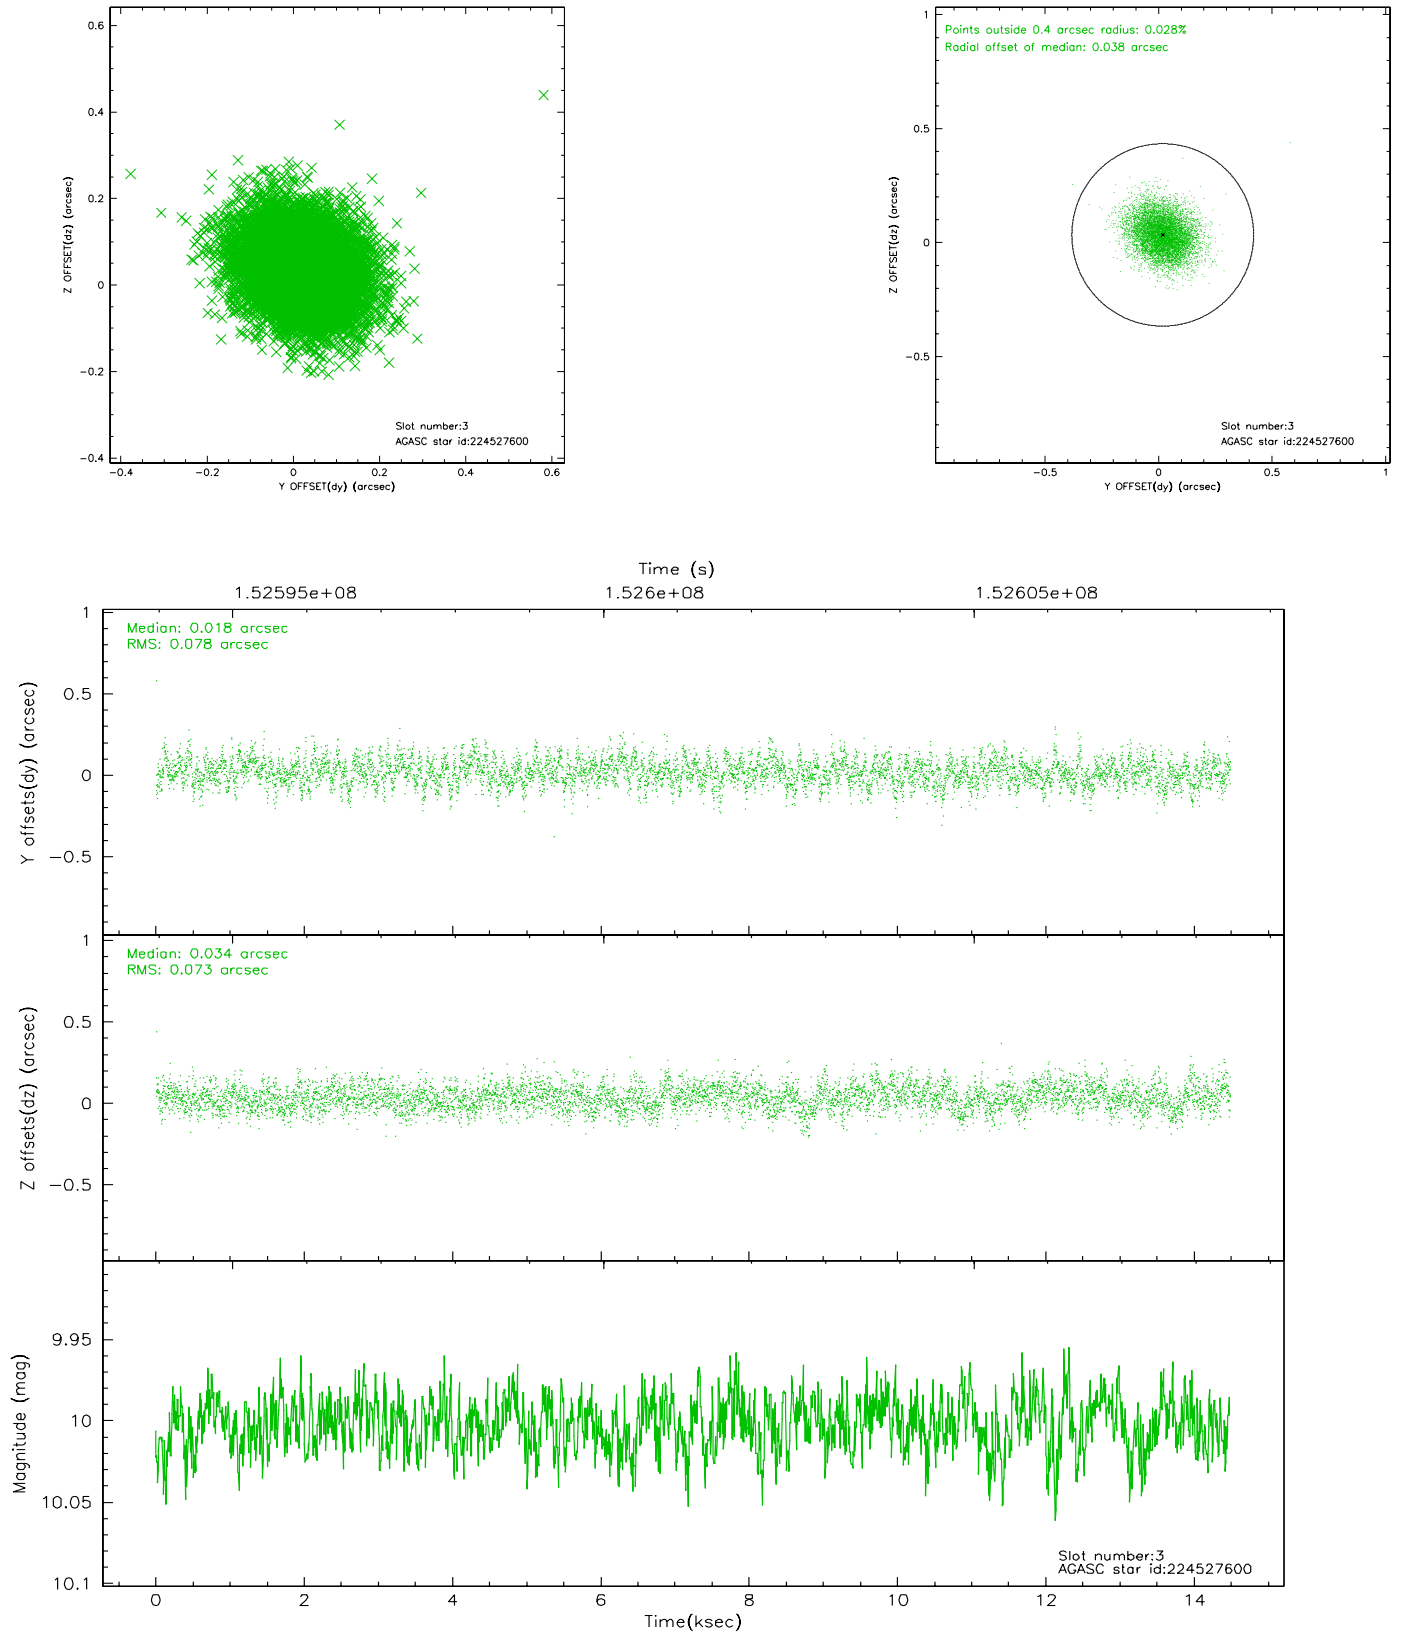 0.6
0.4
0.2
0
−0.2
−0.4
Z OFFSET(dz) (arcsec)
Slot number:3
AGASC star id:224527600
−0.4 −0.2 0 0.2 0.4 0.6
Y OFFSET(dy) (arcsec)
Points outside 0.4 arcsec radius: 0.028%
Radial offset of median: 0.038 arcsec
1
0.5
0
−0.5
Z OFFSET(dz) (arcsec)
Slot number:3
AGASC star id:224527600
−0.5 0 0.5 1
Y OFFSET(dy) (arcsec)
Time (s)
1.52595e+08 1.526e+08 1.52605e+08
Median: 0.018 arcsec
RMS: 0.078 arcsec
1
0.5
0
−0.5
Y offsets(dy) (arcsec)
Median: 0.034 arcsec
RMS: 0.073 arcsec
1
0.5
0
−0.5
Z offsets(dz) (arcsec)
9.95
10
10.05
10.1
Magnitude (mag)
Slot number:3
AGASC star id:224527600
0 2 4 6 8 10 12 14
Time(ksec)